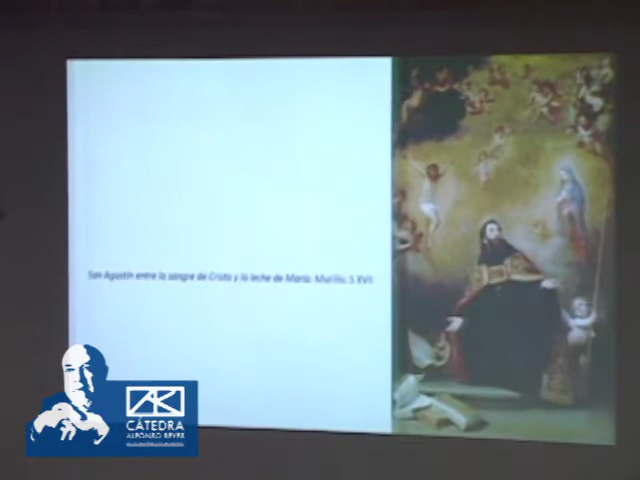 San Agustín entre la sangre de Cristo y la leche de María. Murillo. S XVII
CÁTEDRA
ALFONSO REYES